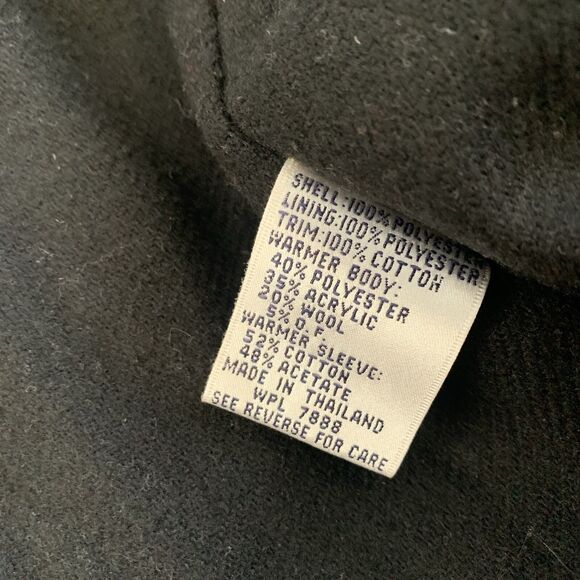 SHELL:100% POLYESTER
LINING:100% POLYESTER
TRIM:100% COTTON
WARMER BODY:
40% POLYESTER
35% ACRYLIC
20% WOOL
5% O.F.
WARMER SLEEVE:
52% COTTON
48% ACETATE
MADE IN THAILAND
WPL 7888
SEE REVERSE FOR CARE